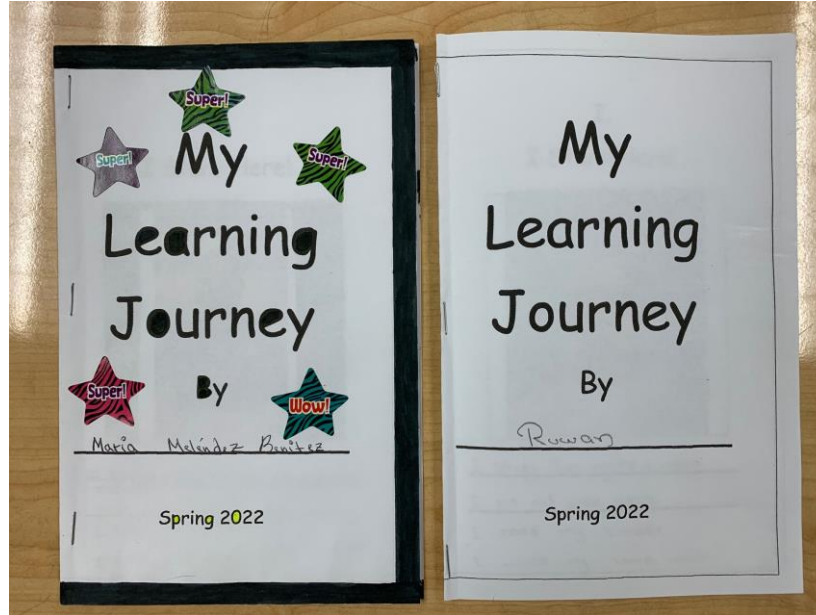 Super!
Super!
My
Super!
Learning
Journey
Super!
By
Wow!
Maria Meléndez Benitez
Spring 2022
My
Learning
Journey
By
Ruwan
Spring 2022